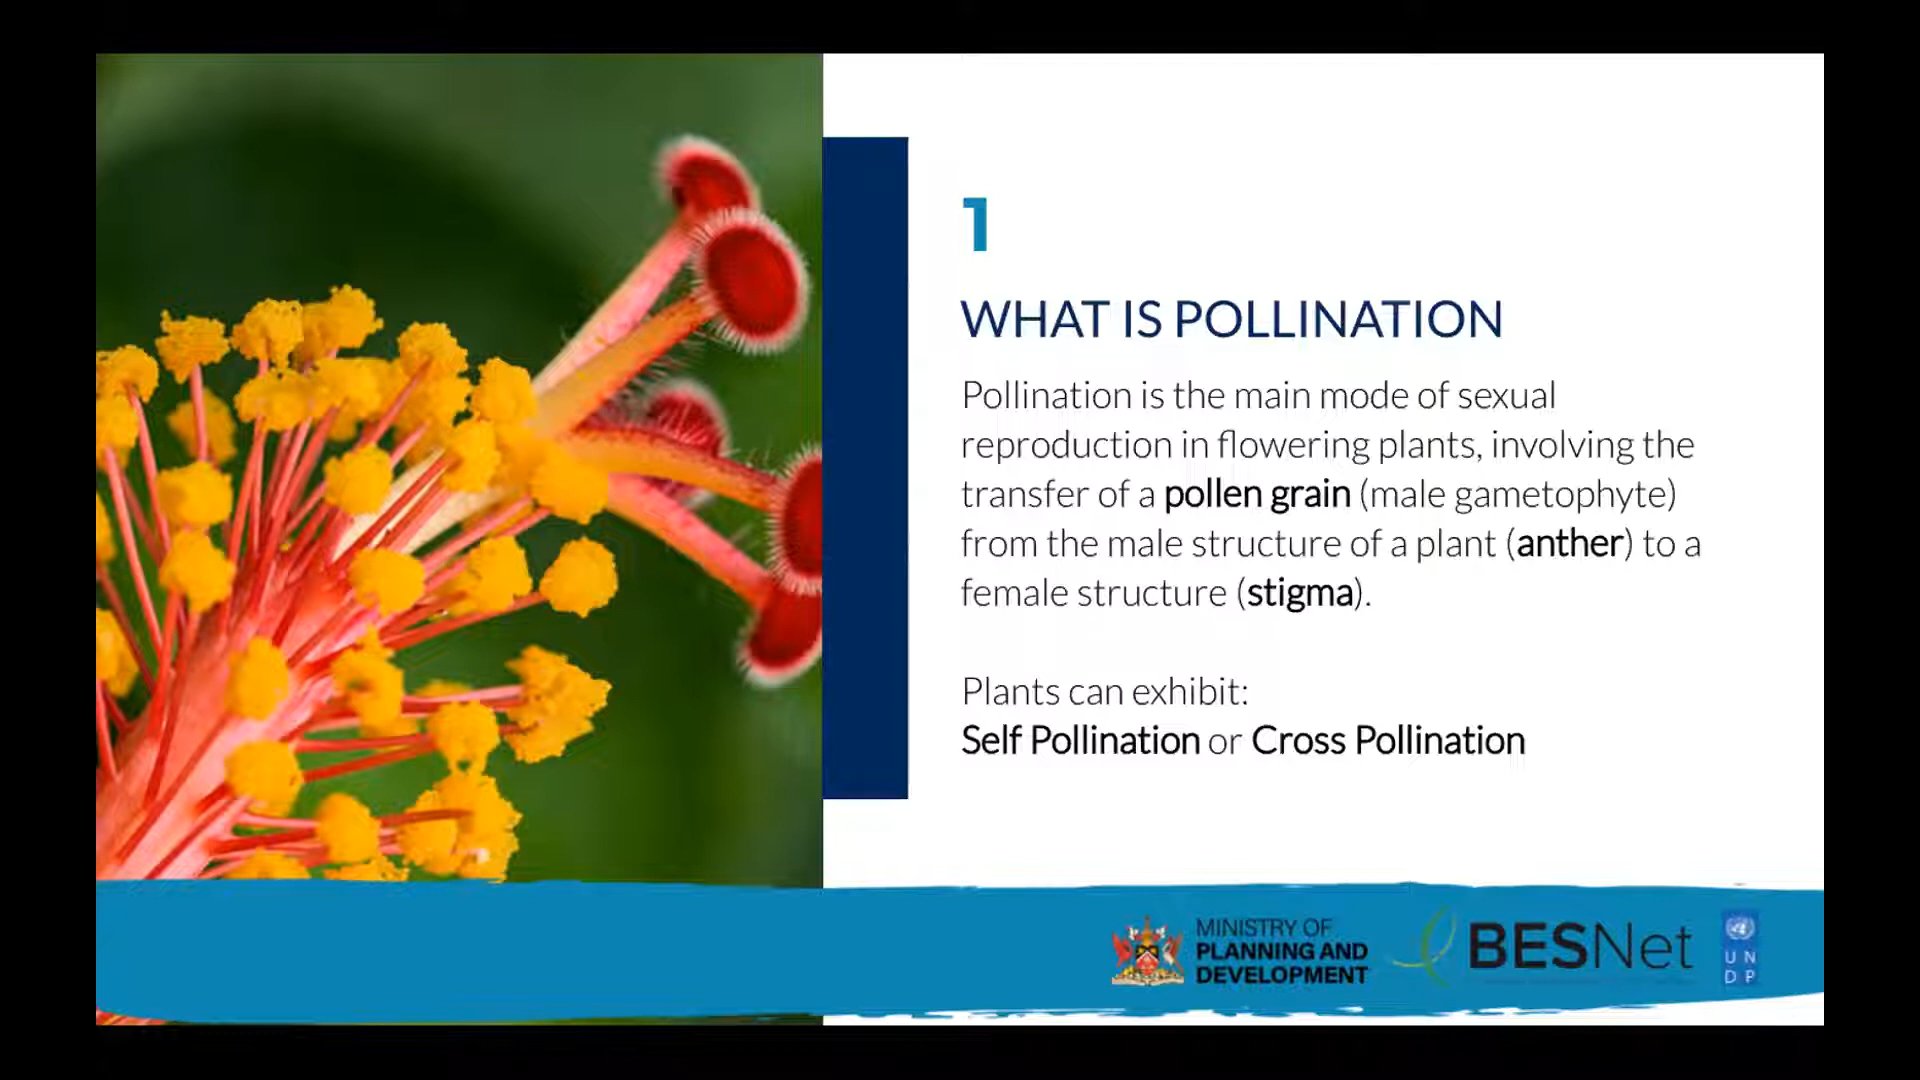 1
WHAT IS POLLINATION
Pollination is the main mode of sexual
reproduction in flowering plants, involving the
transfer of a pollen grain (male gametophyte)
from the male structure of a plant (anther) to a
female structure (stigma).
Plants can exhibit:
Self Pollination or Cross Pollination
MINISTRY OF
PLANNING AND
DEVELOPMENT
BESNet
U N
D P